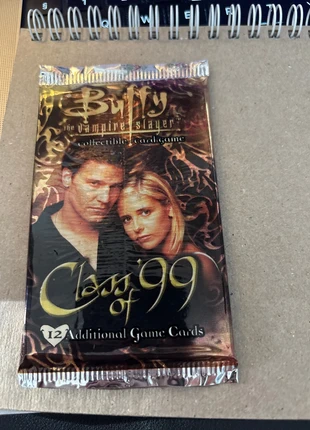 Buffy
the vampire slayer
collectible card game
Class
of '99
12 Additional Game Cards